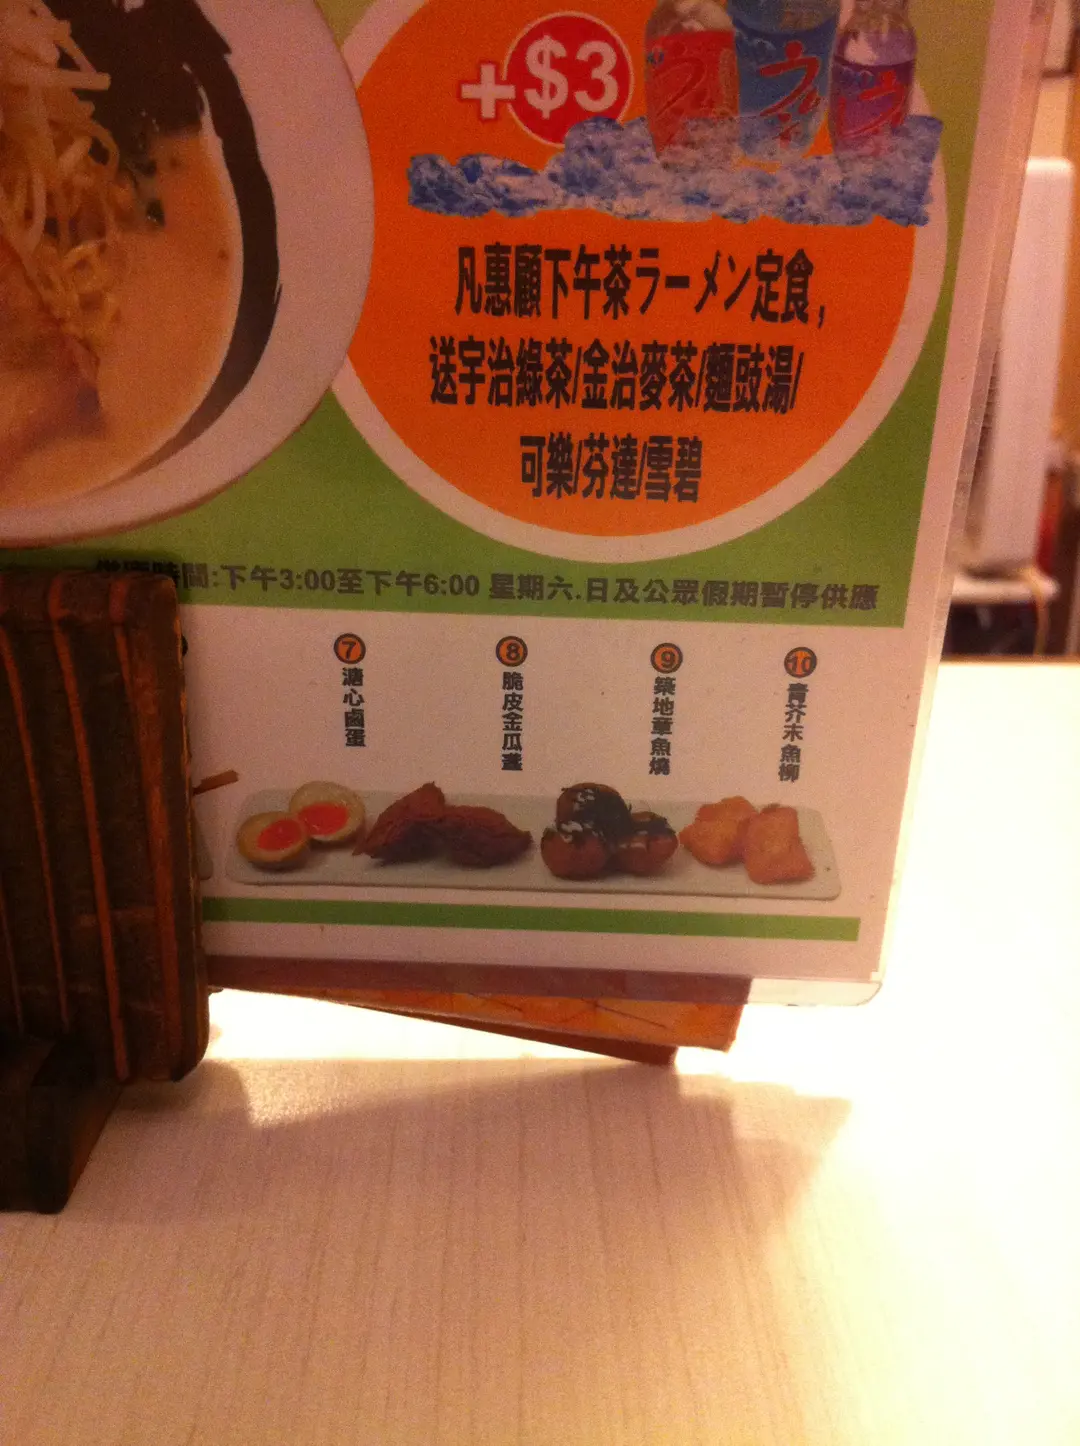 +$3
凡惠顧下午茶ラーメン定食,
送宇治綠茶/金治麥茶/麵豉湯/
可樂/芬達/雪碧
時間:下午3:00至下午6:00 星期六.日及公眾假期暫停供應
7 溏心鹵蛋
8 脆皮金瓜盞
9 築地章魚燒
10 青芥末魚柳